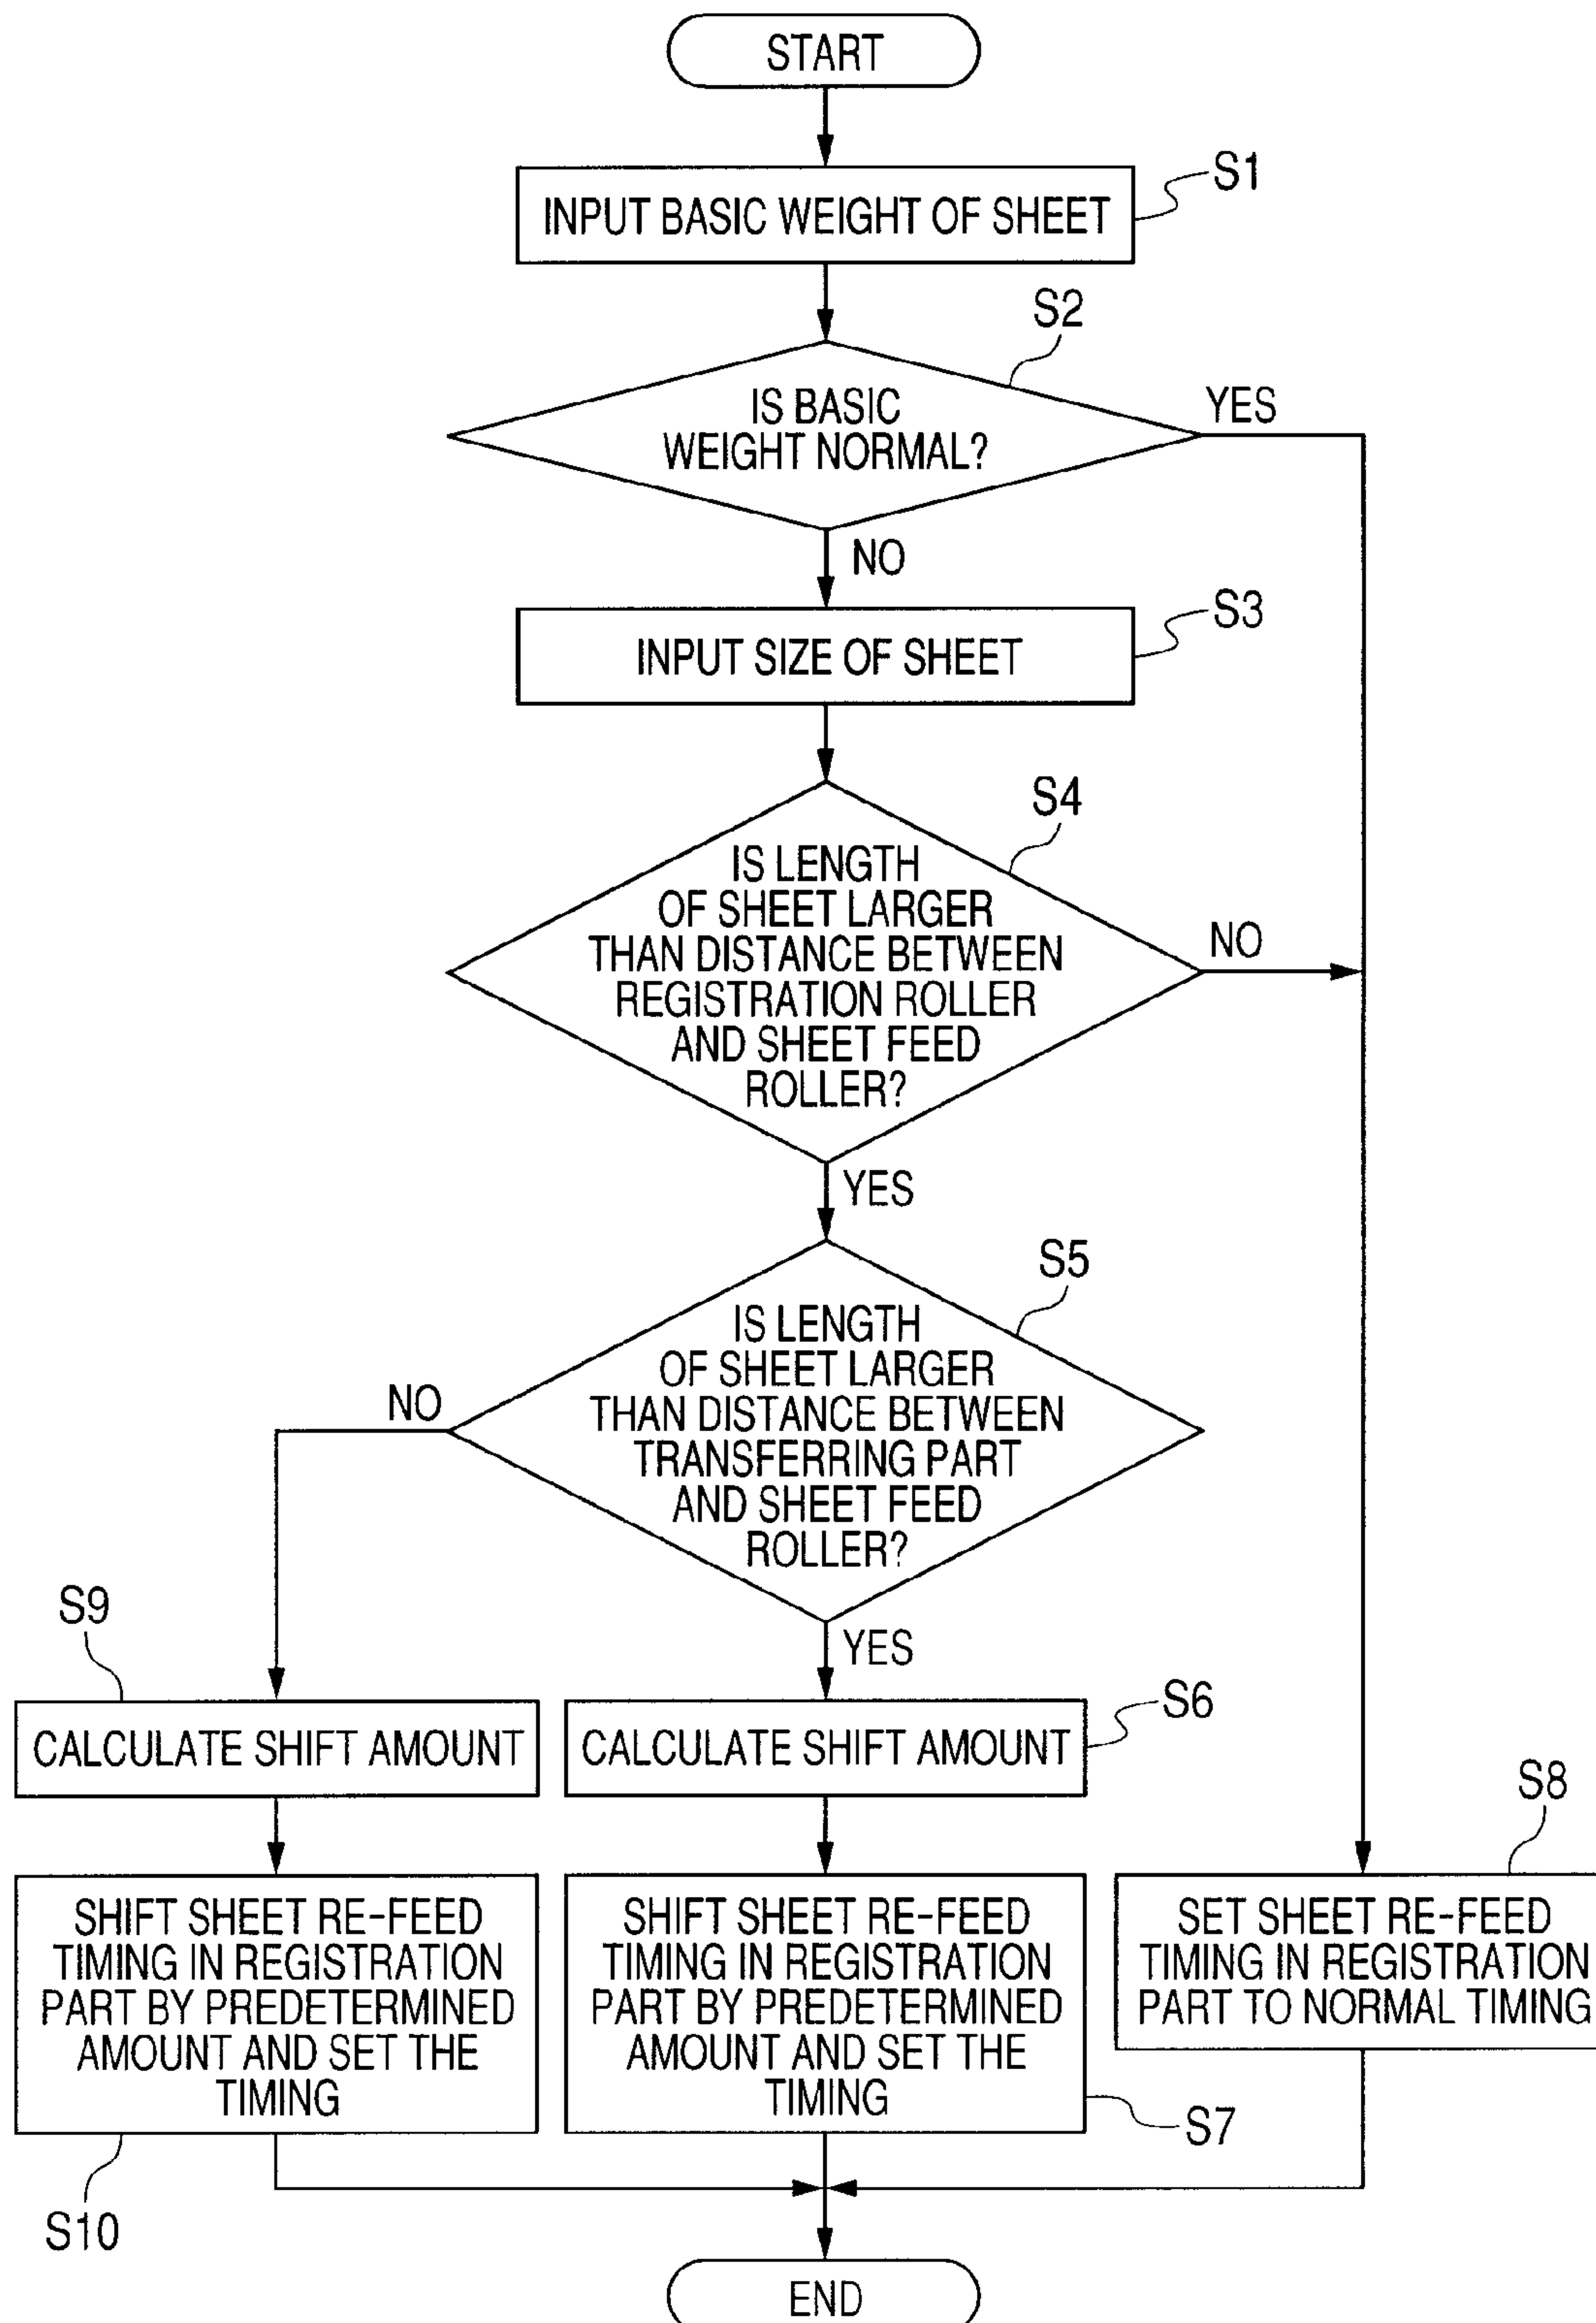 START
S1
INPUT BASIC WEIGHT OF SHEET
S2
IS BASIC
WEIGHT NORMAL?
YES
NO
S3
INPUT SIZE OF SHEET
S4
IS LENGTH
OF SHEET LARGER
THAN DISTANCE BETWEEN
REGISTRATION ROLLER
AND SHEET FEED
ROLLER?
NO
YES
S5
IS LENGTH
OF SHEET LARGER
THAN DISTANCE BETWEEN
TRANSFERRING PART
AND SHEET FEED
ROLLER?
NO
YES
S9
CALCULATE SHIFT AMOUNT
S6
CALCULATE SHIFT AMOUNT
S8
SHIFT SHEET RE-FEED
TIMING IN REGISTRATION
PART BY PREDETERMINED
AMOUNT AND SET THE
TIMING
S10
SHIFT SHEET RE-FEED
TIMING IN REGISTRATION
PART BY PREDETERMINED
AMOUNT AND SET THE
TIMING
S7
SET SHEET RE-FEED
TIMING IN REGISTRATION
PART TO NORMAL TIMING
END